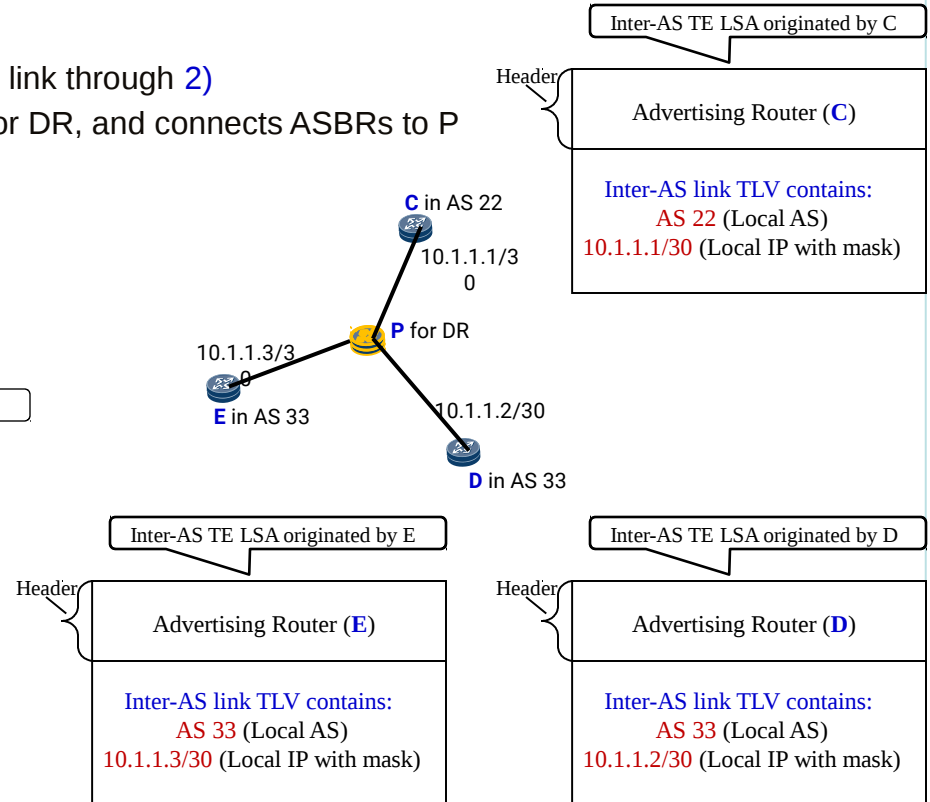 Inter-AS TE LSA originated by C
link through 2)
or DR, and connects ASBRs to P
Header
Advertising Router (C)
Inter-AS link TLV contains:
AS 22 (Local AS)
10.1.1.1/30 (Local IP with mask)
C in AS 22
10.1.1.1/3
0
P for DR
10.1.1.3/3
0
E in AS 33
10.1.1.2/30
D in AS 33
Inter-AS TE LSA originated by E
Header
Advertising Router (E)
Inter-AS link TLV contains:
AS 33 (Local AS)
10.1.1.3/30 (Local IP with mask)
Inter-AS TE LSA originated by D
Header
Advertising Router (D)
Inter-AS link TLV contains:
AS 33 (Local AS)
10.1.1.2/30 (Local IP with mask)